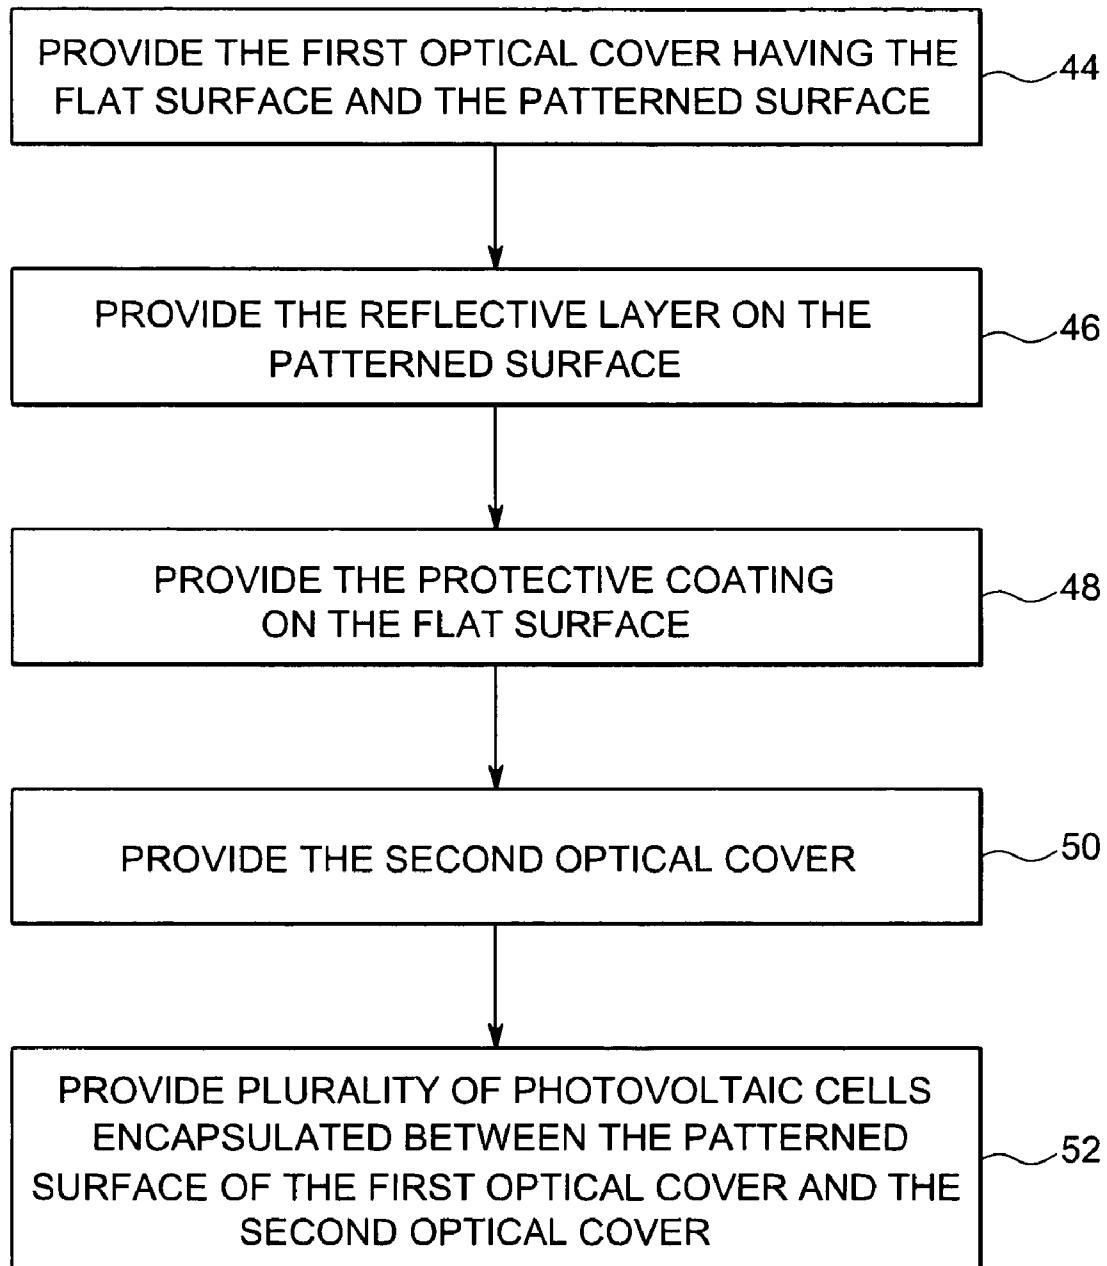 PROVIDE THE FIRST OPTICAL COVER HAVING THE
FLAT SURFACE AND THE PATTERNED SURFACE
44
PROVIDE THE REFLECTIVE LAYER ON THE
PATTERNED SURFACE
46
PROVIDE THE PROTECTIVE COATING
ON THE FLAT SURFACE
48
PROVIDE THE SECOND OPTICAL COVER
50
PROVIDE PLURALITY OF PHOTOVOLTAIC CELLS
ENCAPSULATED BETWEEN THE PATTERNED
SURFACE OF THE FIRST OPTICAL COVER AND THE
SECOND OPTICAL COVER
52